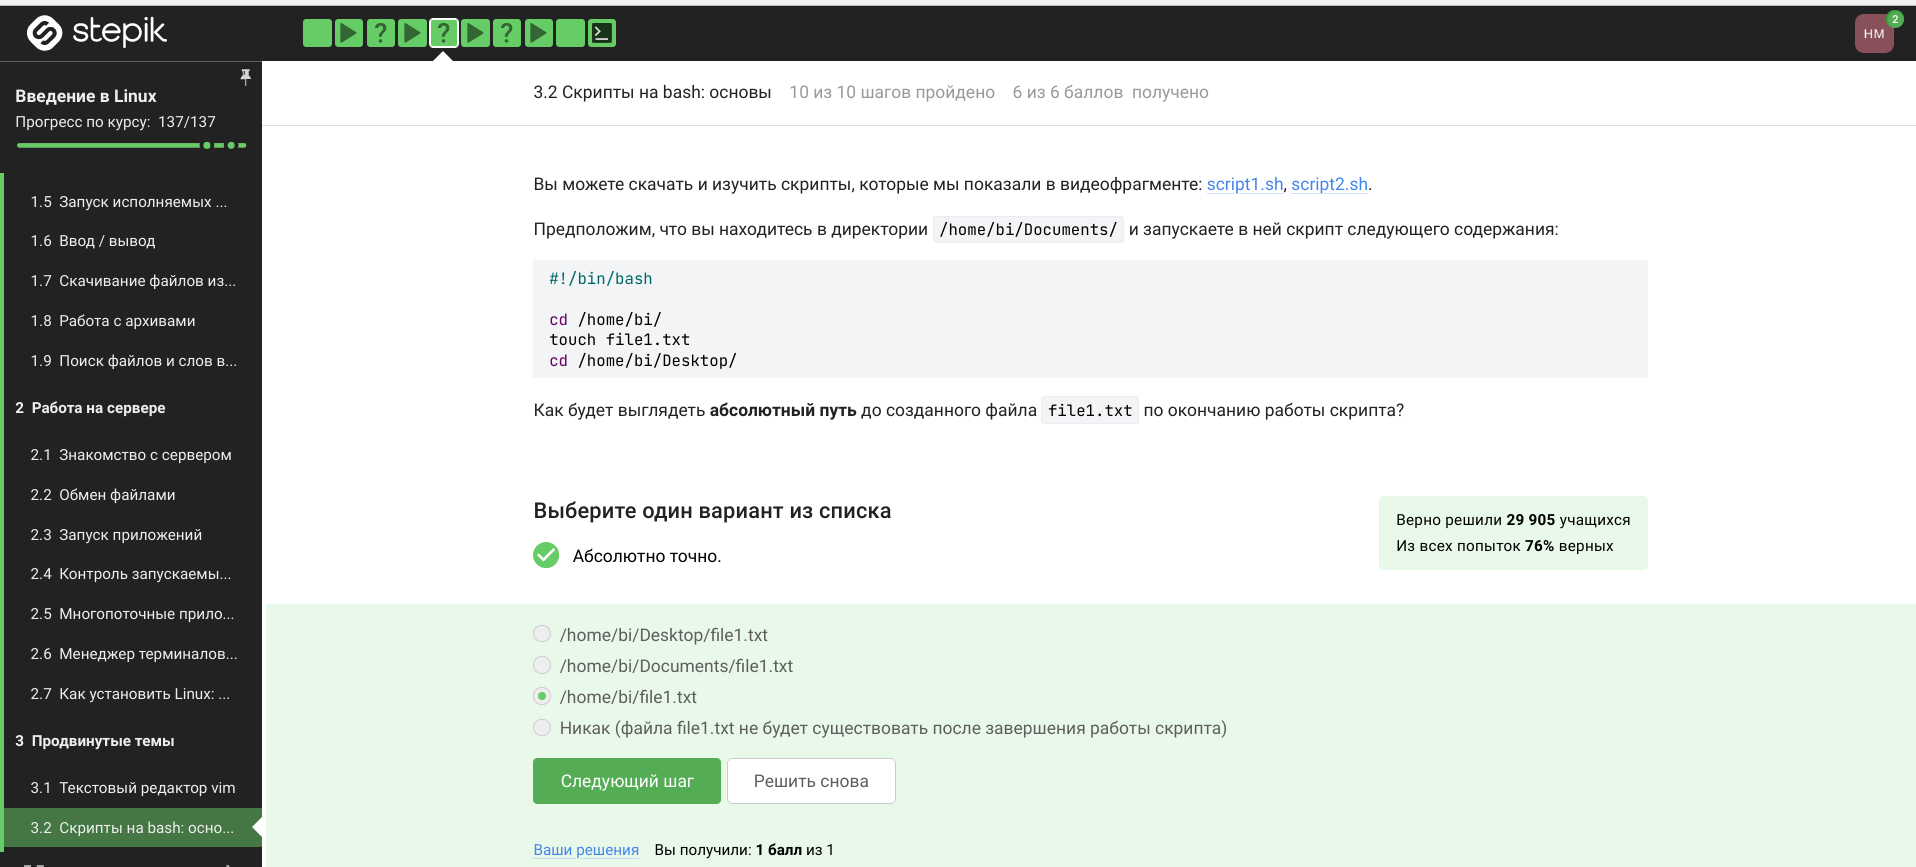 stepik
? ? ?
НМ
2
Введение в Linux
Прогресс по курсу: 137/137
1.5 Запуск исполняемых ...
1.6 Ввод / вывод
1.7 Скачивание файлов из...
1.8 Работа с архивами
1.9 Поиск файлов и слов в...
2 Работа на сервере
2.1 Знакомство с сервером
2.2 Обмен файлами
2.3 Запуск приложений
2.4 Контроль запускаемы...
2.5 Многопоточные прило...
2.6 Менеджер терминалов...
2.7 Как установить Linux: ...
3 Продвинутые темы
3.1 Текстовый редактор vim
3.2 Скрипты на bash: осно...
3.2 Скрипты на bash: основы 10 из 10 шагов пройдено 6 из 6 баллов получено
Вы можете скачать и изучить скрипты, которые мы показали в видеофрагменте: script1.sh, script2.sh.
Предположим, что вы находитесь в директории /home/bi/Documents/ и запускаете в ней скрипт следующего содержания:
#!/bin/bash
cd /home/bi/
touch file1.txt
cd /home/bi/Desktop/
Как будет выглядеть абсолютный путь до созданного файла file1.txt по окончанию работы скрипта?
Выберите один вариант из списка
Абсолютно точно.
Верно решили 29 905 учащихся
Из всех попыток 76% верных
/home/bi/Desktop/file1.txt
/home/bi/Documents/file1.txt
/home/bi/file1.txt
Никак (файла file1.txt не будет существовать после завершения работы скрипта)
Следующий шаг
Решить снова
Ваши решения Вы получили: 1 балл из 1